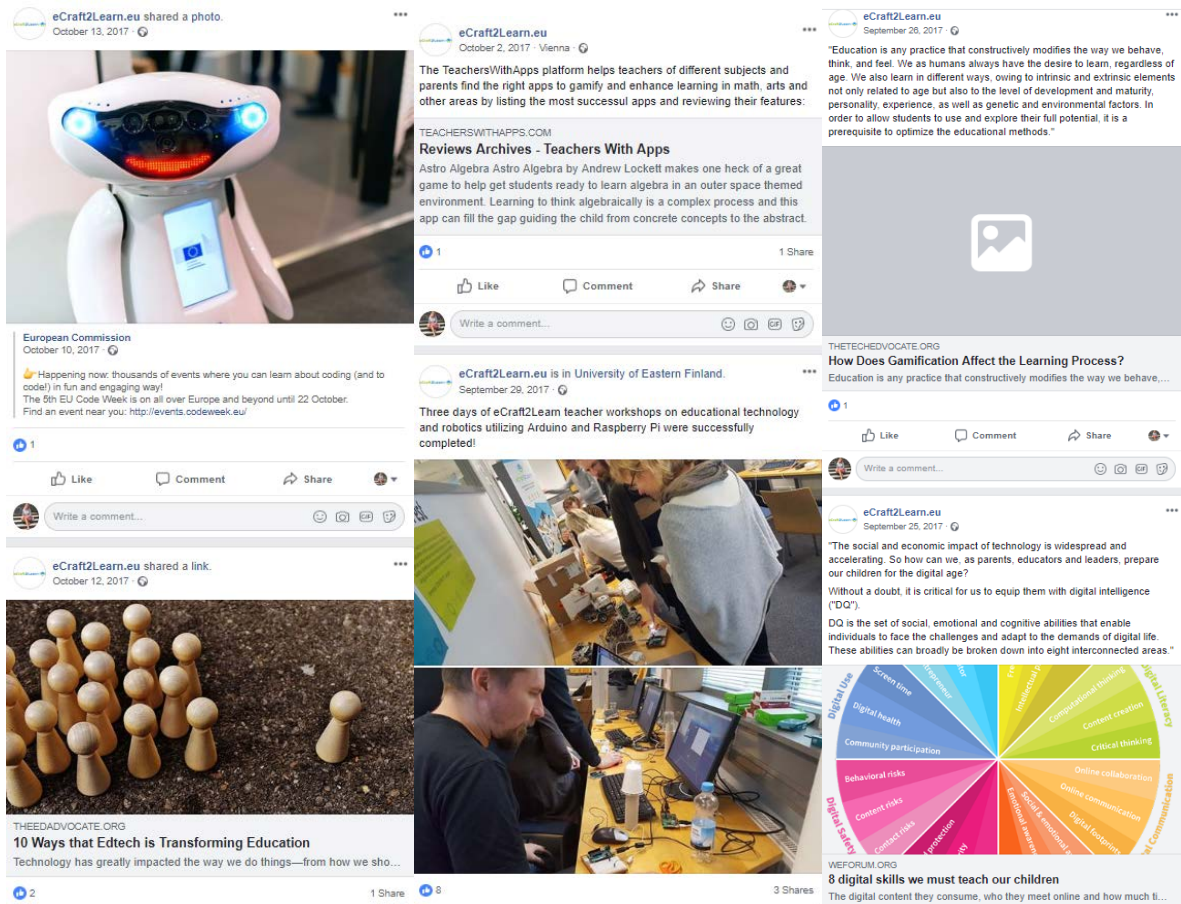 eCraft2Learn.eu shared a photo.
October 13, 2017 ·
European Commission
October 10, 2017 ·
Happening now: thousands of events where you can learn about coding (and to
code!) in fun and engaging way!
The 5th EU Code Week is on all over Europe and beyond until 22 October.
Find an event near you: http://events.codeweek.eu/
1
Like Comment Share
Write a comment...
eCraft2Learn.eu shared a link.
October 12, 2017 ·
THEEDADVOCATE.ORG
10 Ways that Edtech is Transforming Education
Technology has greatly impacted the way we do things—from how we sho...
2 1 Share
eCraft2Learn.eu
October 2, 2017 · Vienna ·
The TeachersWithApps platform helps teachers of different subjects and
parents find the right apps to gamify and enhance learning in math, arts and
other areas by listing the most successul apps and reviewing their features:
TEACHERSWITHAPPS.COM
Reviews Archives - Teachers With Apps
Astro Algebra Astro Algebra by Andrew Lockett makes one heck of a great
game to help get students ready to learn algebra in an outer space themed
environment. Learning to think algebraically is a complex process and this
app can fill the gap guiding the child from concrete concepts to the abstract.
1 1 Share
Like Comment Share
Write a comment...
GIF
eCraft2Learn.eu is in University of Eastern Finland.
September 29, 2017 ·
Three days of eCraft2Learn teacher workshops on educational technology
and robotics utilizing Arduino and Raspberry Pi were successfully
completed!
8 3 Shares
eCraft2Learn.eu
September 26, 2017 ·
"Education is any practice that constructively modifies the way we behave,
think, and feel. We as humans always have the desire to learn, regardless of
age. We also learn in different ways, owing to intrinsic and extrinsic elements
not only related to age but also to the level of development and maturity,
personality, experience, as well as genetic and environmental factors. In
order to allow students to use and explore their full potential, it is a
prerequisite to optimize the educational methods."
THETECHEDVOCATE.ORG
How Does Gamification Affect the Learning Process?
Education is any practice that constructively modifies the way we behave,...
1
Like Comment Share
Write a comment...
eCraft2Learn.eu
September 25, 2017 ·
"The social and economic impact of technology is widespread and
accelerating. So how can we, as parents, educators and leaders, prepare
our children for the digital age?
Without a doubt, it is critical for us to equip them with digital intelligence
("DQ").
DQ is the set of social, emotional and cognitive abilities that enable
individuals to face the challenges and adapt to the demands of digital life.
These abilities can broadly be broken down into eight interconnected areas."
Digital Use
Screen time
Digital health
Community participation
Digital Safety
Behavioral risks
Content risks
Contact risks
protection
Emotional awaren
Social & emotional
Digital footprint
Online communication
Online collaboration
al Communication
Critical thinking
Content creation
Computational thinking
Digital Literacy
Intellectual p
WEFORUM.ORG
8 digital skills we must teach our children
The digital content they consume, who they meet online and how much ti...